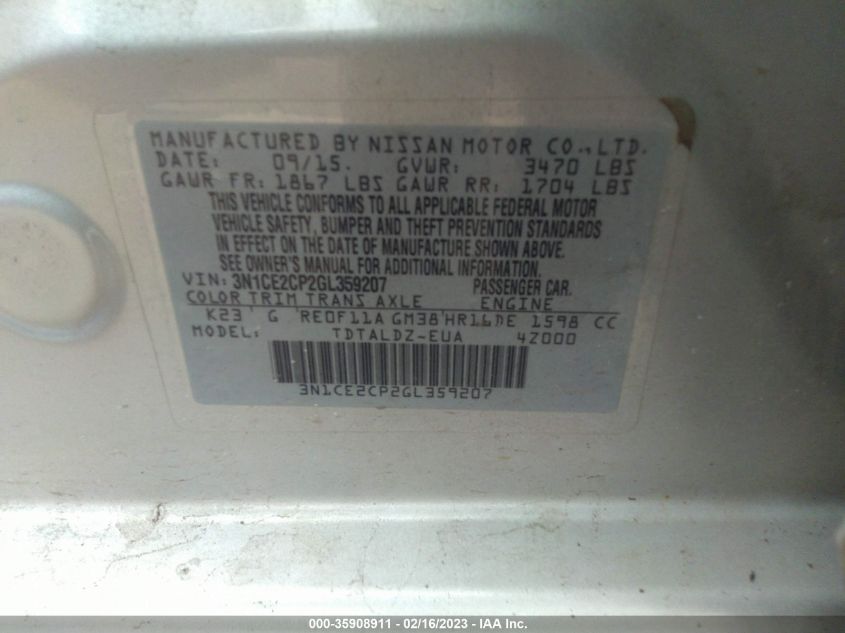 MANUFACTURED BY NISSAN MOTOR CO.,LTD.
DATE: 09/15. GVWR: 3470 LBS
GAWR FR: 1867 LBS GAWR RR: 1704 LBS
THIS VEHICLE CONFORMS TO ALL APPLICABLE FEDERAL MOTOR
VEHICLE SAFETY, BUMPER AND THEFT PREVENTION STANDARDS
IN EFFECT ON THE DATE OF MANUFACTURE SHOWN ABOVE.
SEE OWNER'S MANUAL FOR ADDITIONAL INFORMATION.
VIN: 3N1CE2CP2GL359207 PASSENGER CAR.
COLOR TRIM TRANS AXLE ENGINE
K23 G RE0F11A GM38 HR16DE 1598 CC
MODEL: TDTALDZ-EUA 4Z000
3N1CE2CP2GL359207
000-35908911 - 02/16/2023 - IAA Inc.